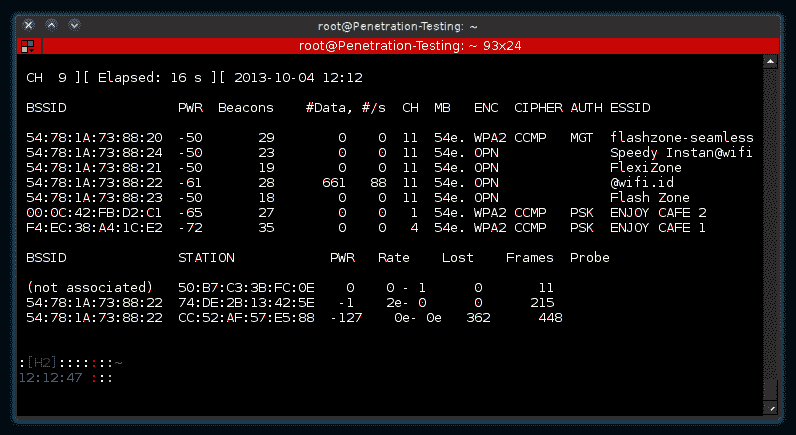 root@Penetration-Testing: ~
root@Penetration-Testing: ~ 93x24
CH  9 ][ Elapsed: 16 s ][ 2013-10-04 12:12
BSSID              PWR  Beacons    #Data, #/s  CH  MB   ENC  CIPHER AUTH ESSID
54:78:1A:73:88:20  -50       29        0    0  11  54e. WPA2 CCMP   MGT  flashzone-seamless
54:78:1A:73:88:24  -50       23        0    0  11  54e. OPN              Speedy Instan@wifi
54:78:1A:73:88:21  -50       19        0    0  11  54e. OPN              FlexiZone
54:78:1A:73:88:22  -61       28      661   88  11  54e. OPN              @wifi.id
54:78:1A:73:88:23  -50       18        0    0  11  54e. OPN              Flash Zone
00:0C:42:FB:D2:C1  -65       27        0    0   1  54e. WPA2 CCMP   PSK  ENJOY CAFE 2
F4:EC:38:A4:1C:E2  -72       35        0    0   4  54e. WPA2 CCMP   PSK  ENJOY CAFE 1
BSSID              STATION            PWR   Rate    Lost    Frames  Probe
(not associated)   50:B7:C3:3B:FC:0E    0    0 - 1      0       11
54:78:1A:73:88:22  74:DE:2B:13:42:5E   -1    2e- 0      0      215
54:78:1A:73:88:22  CC:52:AF:57:E5:88  -127    0e- 0e   362      448
:[H2]:::::::~
12:12:47 :::